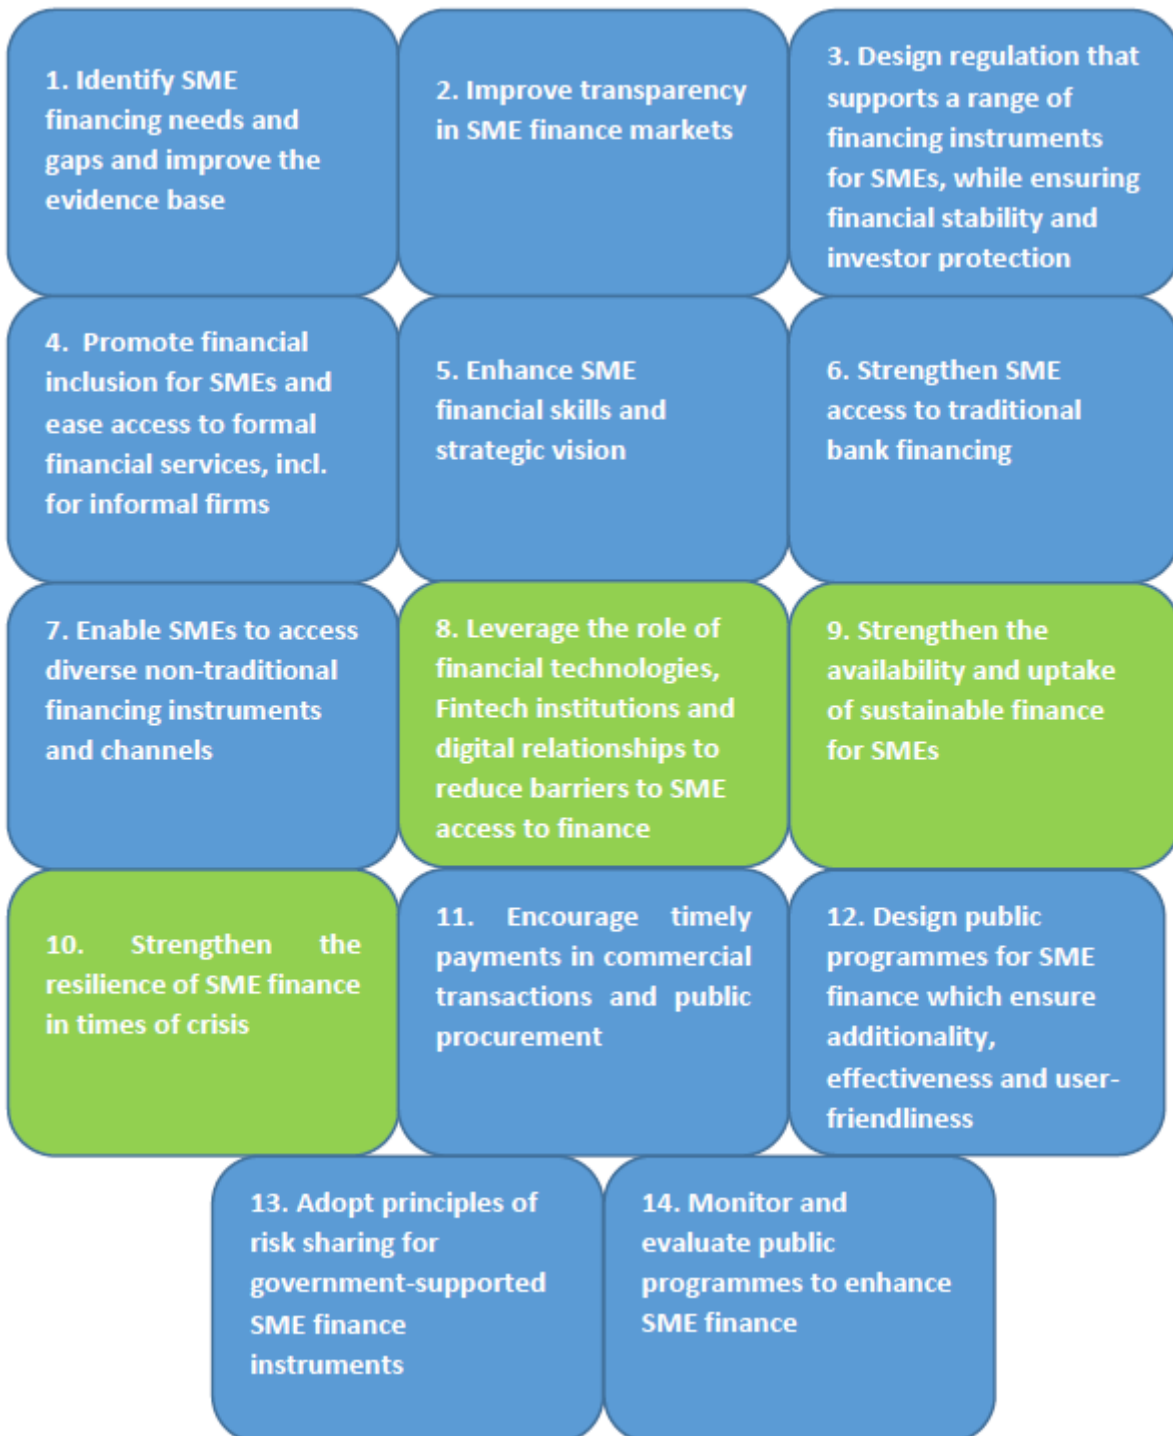 1. Identify SME
financing needs and
gaps and improve the
evidence base
2. Improve transparency
in SME finance markets
3. Design regulation that
supports a range of
financing instruments
for SMEs, while ensuring
financial stability and
investor protection
4. Promote financial
inclusion for SMEs and
ease access to formal
financial services, incl.
for informal firms
5. Enhance SME
financial skills and
strategic vision
6. Strengthen SME
access to traditional
bank financing
7. Enable SMEs to access
diverse non-traditional
financing instruments
and channels
8. Leverage the role of
financial technologies,
Fintech institutions and
digital relationships to
reduce barriers to SME
access to finance
9. Strengthen the
availability and uptake
of sustainable finance
for SMEs
10. Strengthen the
resilience of SME finance
in times of crisis
11. Encourage timely
payments in commercial
transactions and public
procurement
12. Design public
programmes for SME
finance which ensure
additionality,
effectiveness and user-
friendliness
13. Adopt principles of
risk sharing for
government-supported
SME finance
instruments
14. Monitor and
evaluate public
programmes to enhance
SME finance